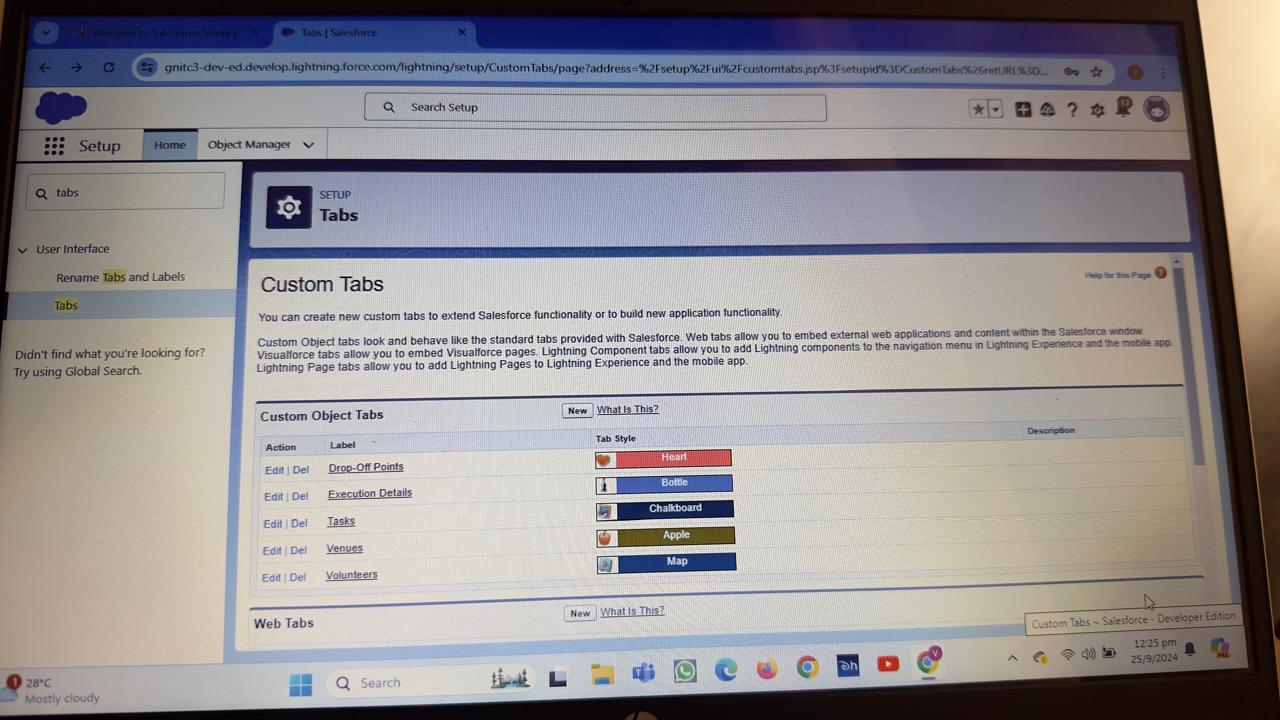 Welcome to Salesforce: Verify y
Tabs | Salesforce
gnitc3-dev-ed.develop.lightning.force.com/lightning/setup/CustomTabs/page?address=%2Fsetup%2Fui%2Fcustomtabs.jsp%3Fsetupid%3DCustomTabs%26retURL%3D...
Search Setup
12
Setup
Home
Object Manager
tabs
SETUP
Tabs
User Interface
Rename Tabs and Labels
Tabs
Didn't find what you're looking for?
Try using Global Search.
Custom Tabs
Help for this Page
You can create new custom tabs to extend Salesforce functionality or to build new application functionality.
Custom Object tabs look and behave like the standard tabs provided with Salesforce. Web tabs allow you to embed external web applications and content within the Salesforce window.
Visualforce tabs allow you to embed Visualforce pages. Lightning Component tabs allow you to add Lightning components to the navigation menu in Lightning Experience and the mobile app.
Lightning Page tabs allow you to add Lightning Pages to Lightning Experience and the mobile app.
Custom Object Tabs New What Is This?
Action Label Tab Style Description
Edit | Del Drop-Off Points Heart
Edit | Del Execution Details Bottle
Edit | Del Tasks Chalkboard
Edit | Del Venues Apple
Edit | Del Volunteers Map
Web Tabs New What Is This?
Custom Tabs ~ Salesforce - Developer Edition
1
28°C
Mostly cloudy
Search
Dh
V
12:25 pm
25/9/2024